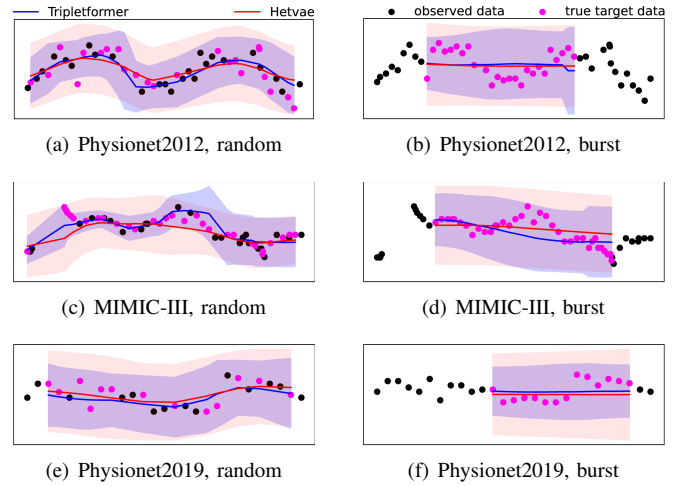 Tripletformer Hetvae observed data true target data
(a) Physionet2012, random (b) Physionet2012, burst
(c) MIMIC-III, random (d) MIMIC-III, burst
(e) Physionet2019, random (f) Physionet2019, burst